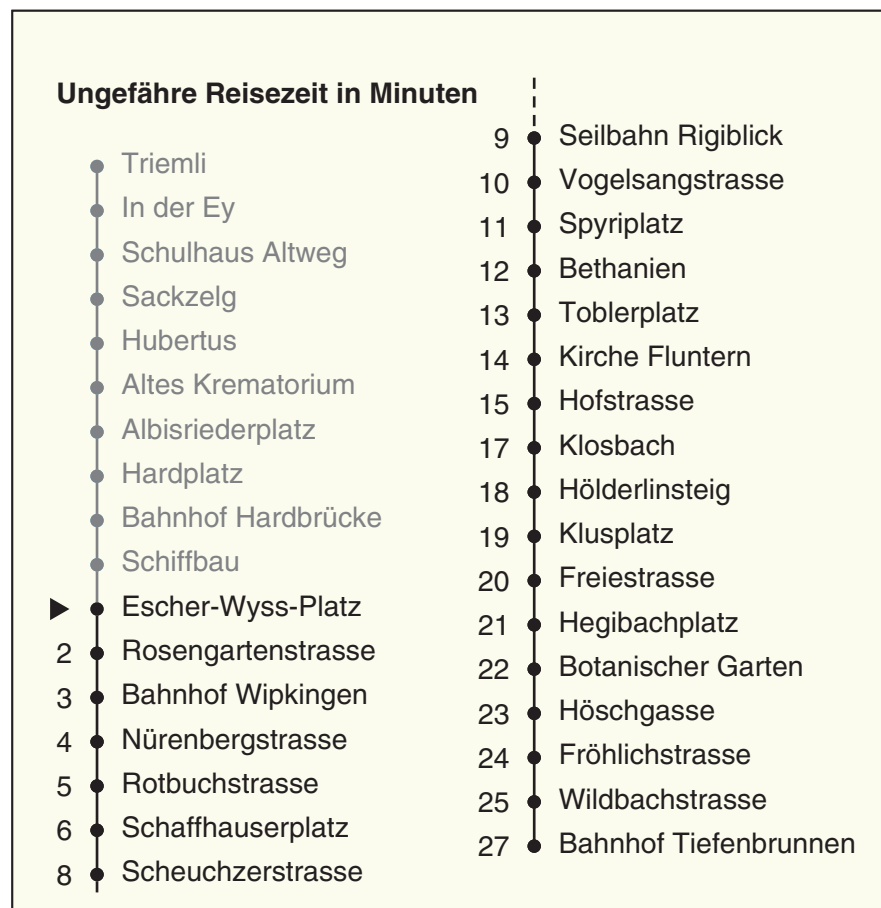 Ungefähre Reisezeit in Minuten
Triemli
In der Ey
Schulhaus Altweg
Sackzelg
Hubertus
Altes Krematorium
Albisriederplatz
Hardplatz
Bahnhof Hardbrücke
Schiffbau
Escher-Wyss-Platz
2 Rosengartenstrasse
3 Bahnhof Wipkingen
4 Nürenbergstrasse
5 Rotbuchstrasse
6 Schaffhauserplatz
8 Scheuchzerstrasse
9 Seilbahn Rigiblick
10 Vogelsangstrasse
11 Spyriplatz
12 Bethanien
13 Toblerplatz
14 Kirche Fluntern
15 Hofstrasse
17 Klosbach
18 Hölderlinsteig
19 Klusplatz
20 Freiestrasse
21 Hegibachplatz
22 Botanischer Garten
23 Höschgasse
24 Fröhlichstrasse
25 Wildbachstrasse
27 Bahnhof Tiefenbrunnen